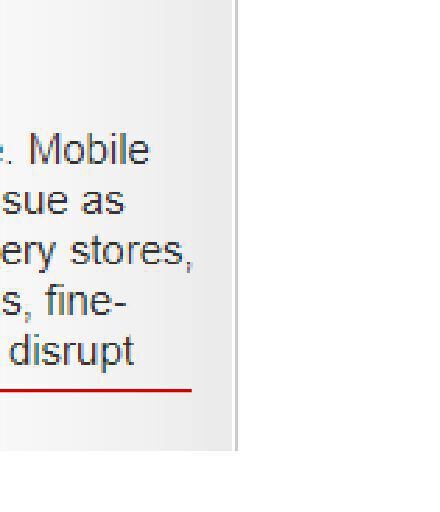 . Mobile
sue as
ery stores,
s, fine-
disrupt